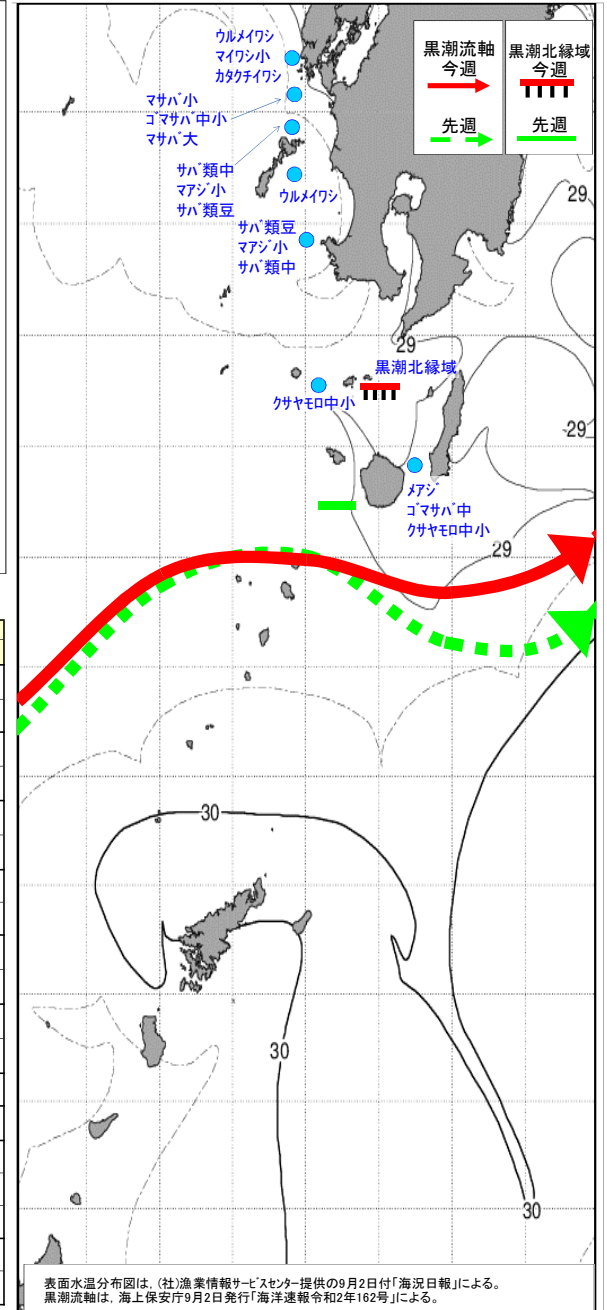 ウルメイワシ
マイワシ小
カタクチイワシ
マサバ小
ゴマサバ中小
マサバ大
サバ類中
マアジ小
サバ類豆
ウルメイワシ
サバ類豆
マアジ小
サバ類中
黒潮流軸
今週
先週
黒潮北縁域
今週
先週
29
29
黒潮北縁域
クサヤモロ中小
29
メアジ
ゴマサバ中
クサヤモロ中小
29
30
30
30
表面水温分布図は,(社)漁業情報サービスセンター提供の9月2日付「海況日報」による。
黒潮流軸は,海上保安庁9月2日発行「海洋速報令和2年162号」による。